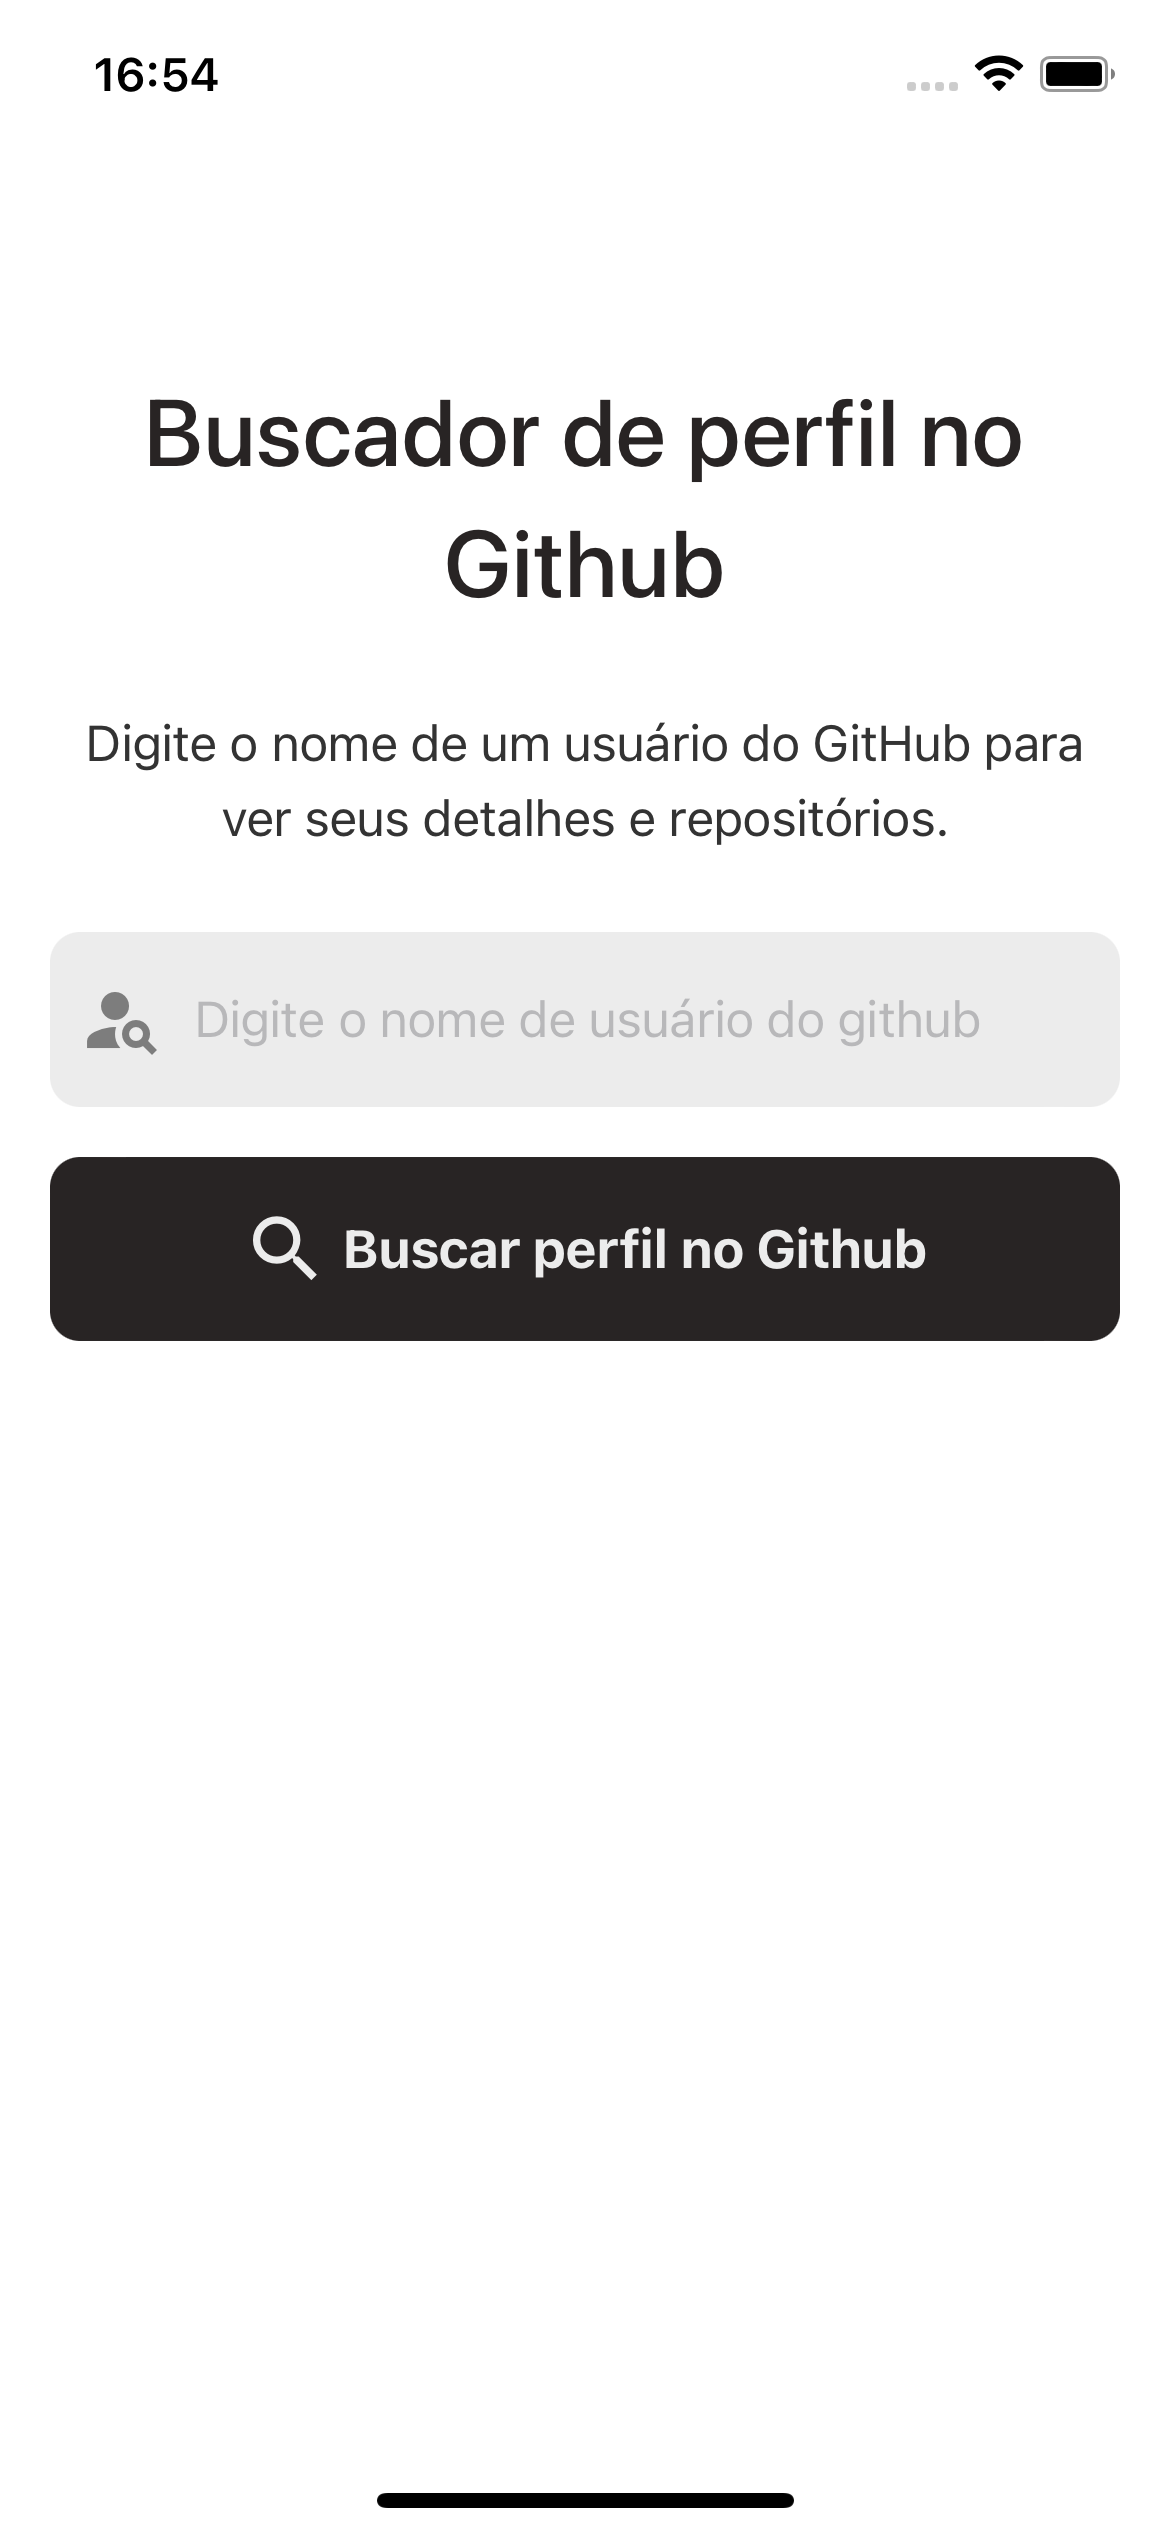 16:54
Buscador de perfil no
Github
Digite o nome de um usuário do GitHub para
ver seus detalhes e repositórios.
Digite o nome de usuário do github
Buscar perfil no Github